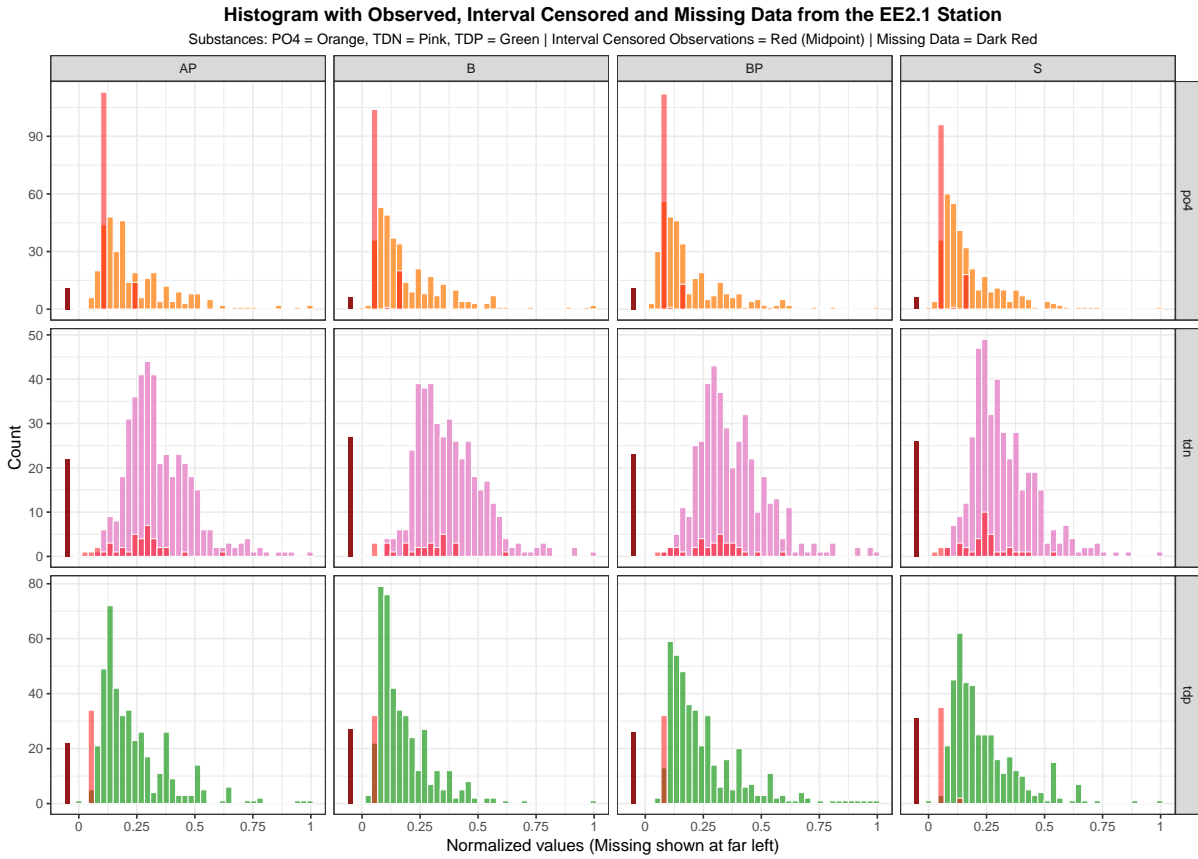 Histogram with Observed, Interval Censored and Missing Data from the EE2.1 Station
Substances: PO4 = Orange, TDN = Pink, TDP = Green | Interval Censored Observations = Red (Midpoint) | Missing Data = Dark Red
AP B BP S
90
60
30
0
po4
50
40
30
20
10
0
tdn
80
60
40
20
0
tdp
Count
0 0.25 0.5 0.75 1 0 0.25 0.5 0.75 1 0 0.25 0.5 0.75 1 0 0.25 0.5 0.75 1
Normalized values (Missing shown at far left)